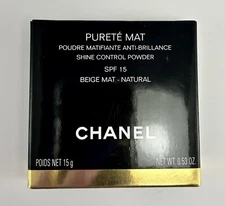 PURETÉ MAT
POUDRE MATIFIANTE ANTI-BRILLANCE
SHINE CONTROL POWDER
SPF 15
BEIGE MAT - NATURAL
CHANEL
POIDS NET 15 g NET WT. 0.53 OZ.